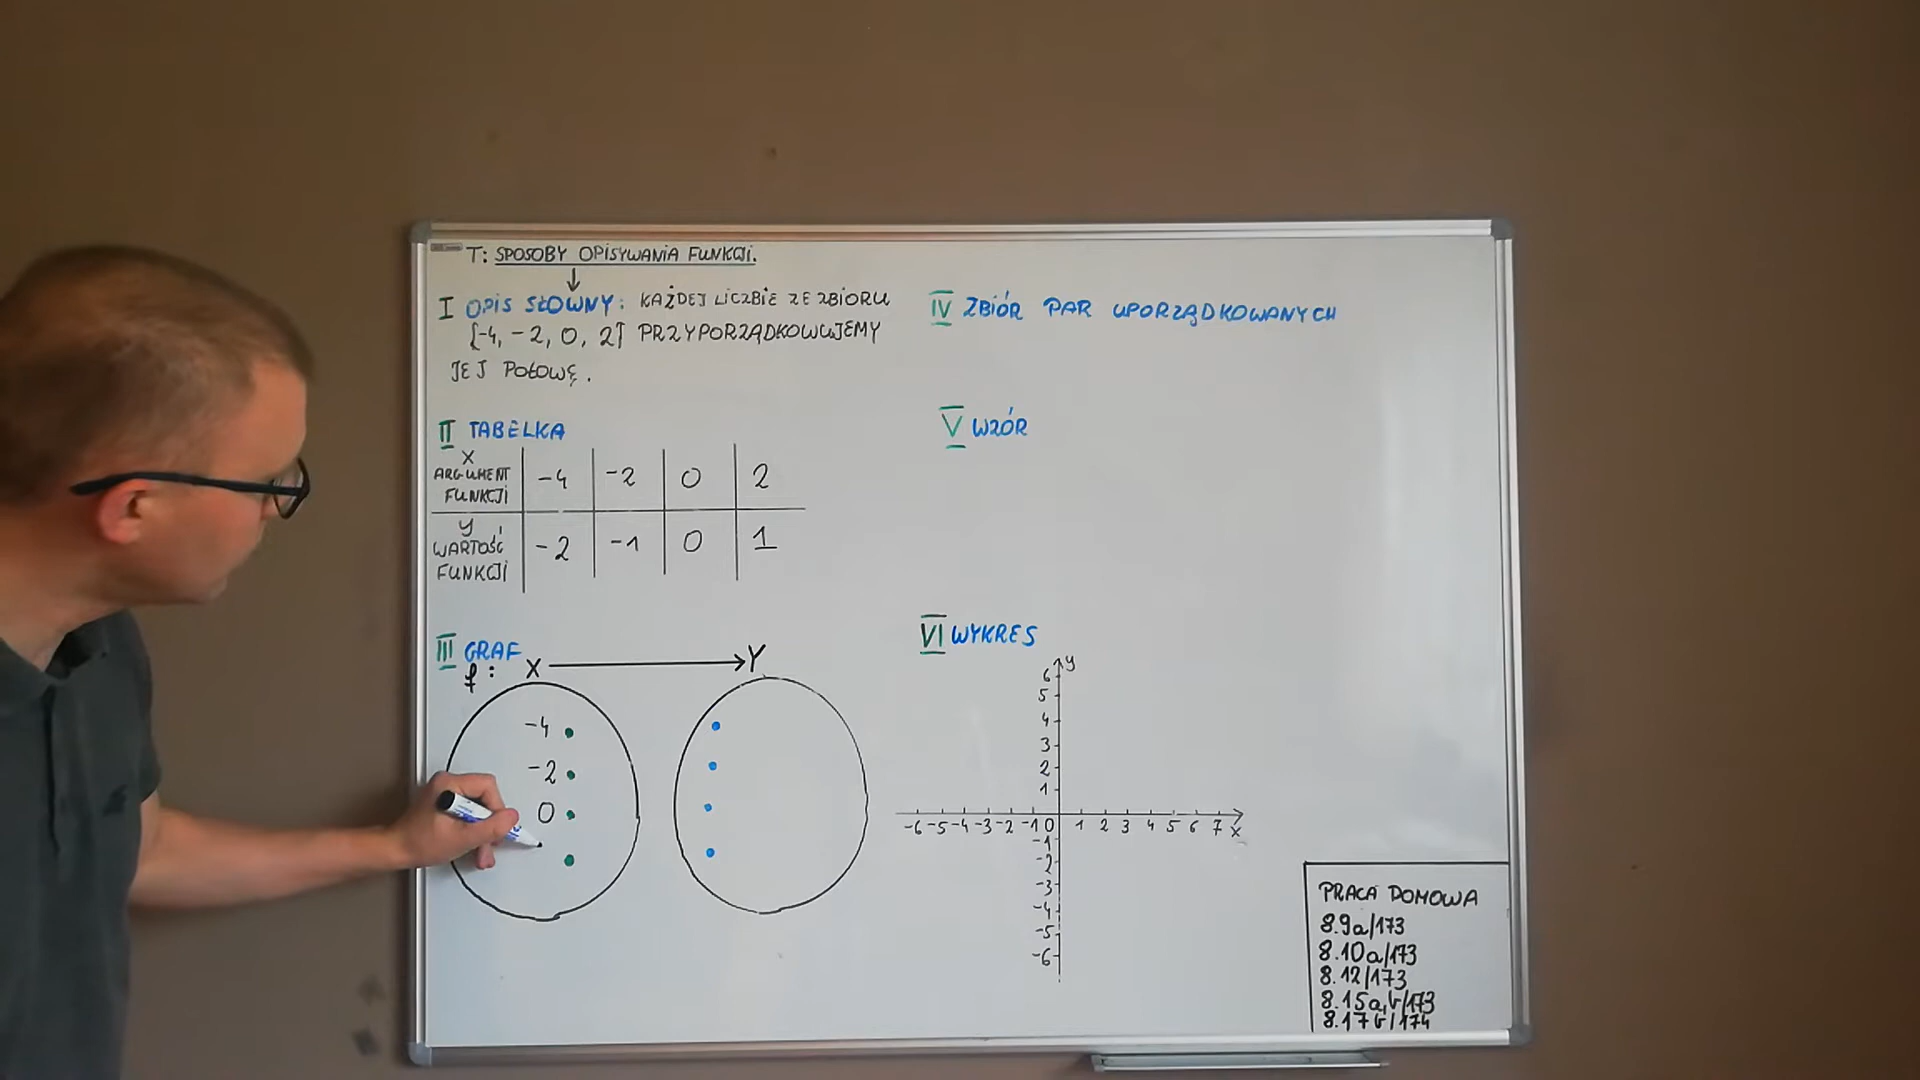 T: SPOSOBY OPISYWANIA FUNKCJI.
I OPIS SŁOWNY: KAŻDEJ LICZBIE ZE ZBIORU
{-4, -2, 0, 2} PRZYPORZĄDKOWUJEMY
JEJ POŁOWĘ.
II TABELKA
X
ARGUMENT
FUNKCJI
-4 -2 0 2
y
WARTOŚĆ
FUNKCJI
-2 -1 0 1
III GRAF
f: X Y
-4
-2
0
IV ZBIÓR PAR UPORZĄDKOWANYCH
V WZÓR
VI WYKRES
y
6
5
4
3
2
1
-6 -5 -4 -3 -2 -1 0 1 2 3 4 5 6 7 x
-1
-2
-3
-4
-5
-6
PRACA DOMOWA
8.9a/173
8.10a/173
8.12/173
8.15a,b/173
8.17b/174